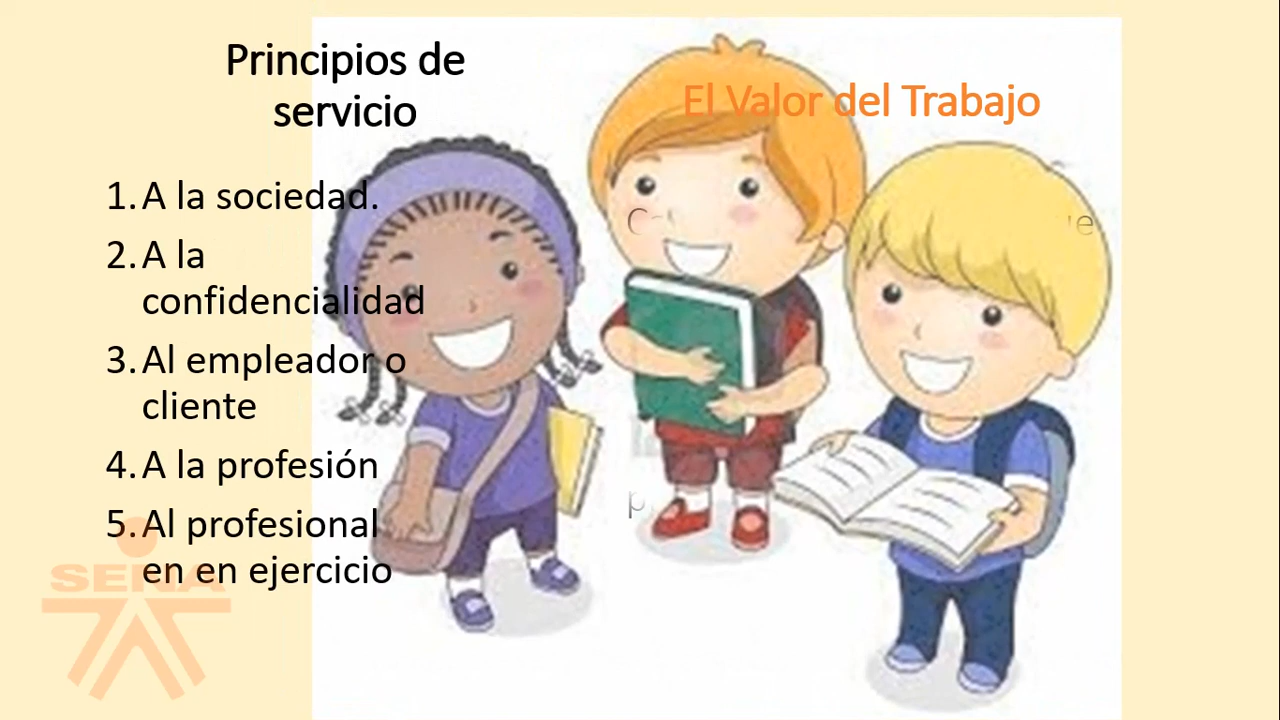 Principios de
servicio
El Valor del Trabajo
1. A la sociedad.
2. A la
confidencialidad
3. Al empleador o
cliente
4. A la profesión
5. Al profesional
en en ejercicio
SENA